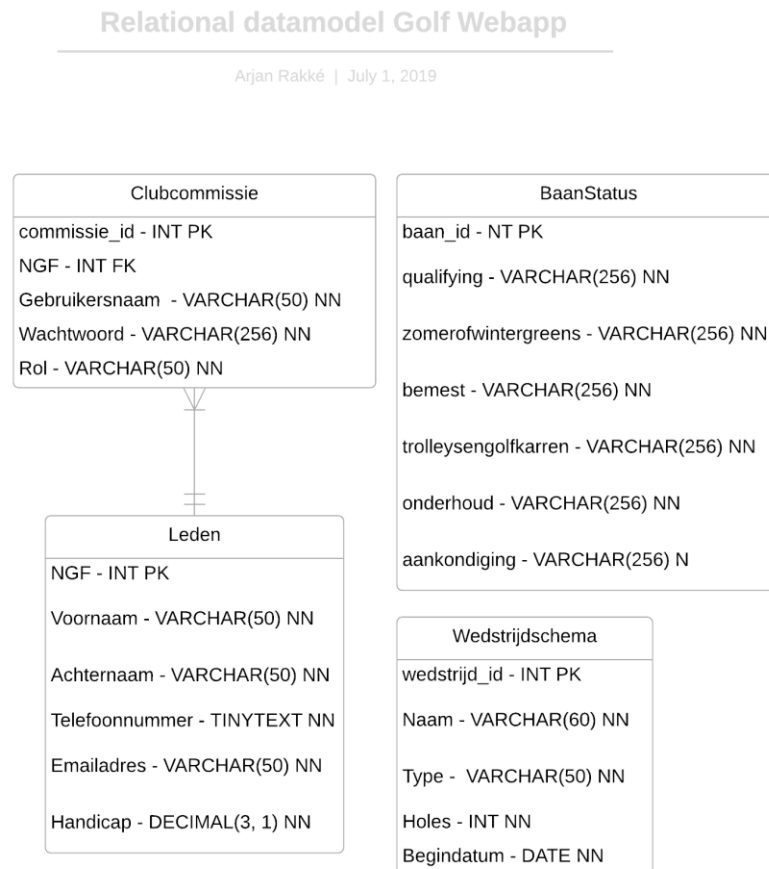 Relational datamodel Golf Webapp
Arjan Rakké | July 1, 2019
Clubcommissie
commissie_id - INT PK
NGF - INT FK
Gebruikersnaam - VARCHAR(50) NN
Wachtwoord - VARCHAR(256) NN
Rol - VARCHAR(50) NN
BaanStatus
baan_id - NT PK
qualifying - VARCHAR(256) NN
zomerofwintergreens - VARCHAR(256) NN
bemest - VARCHAR(256) NN
trolleysengolfkarren - VARCHAR(256) NN
onderhoud - VARCHAR(256) NN
aankondiging - VARCHAR(256) N
Leden
NGF - INT PK
Voornaam - VARCHAR(50) NN
Achternaam - VARCHAR(50) NN
Telefoonnummer - TINYTEXT NN
Emailadres - VARCHAR(50) NN
Handicap - DECIMAL(3, 1) NN
Wedstrijdschema
wedstrijd_id - INT PK
Naam - VARCHAR(60) NN
Type - VARCHAR(50) NN
Holes - INT NN
Begindatum - DATE NN